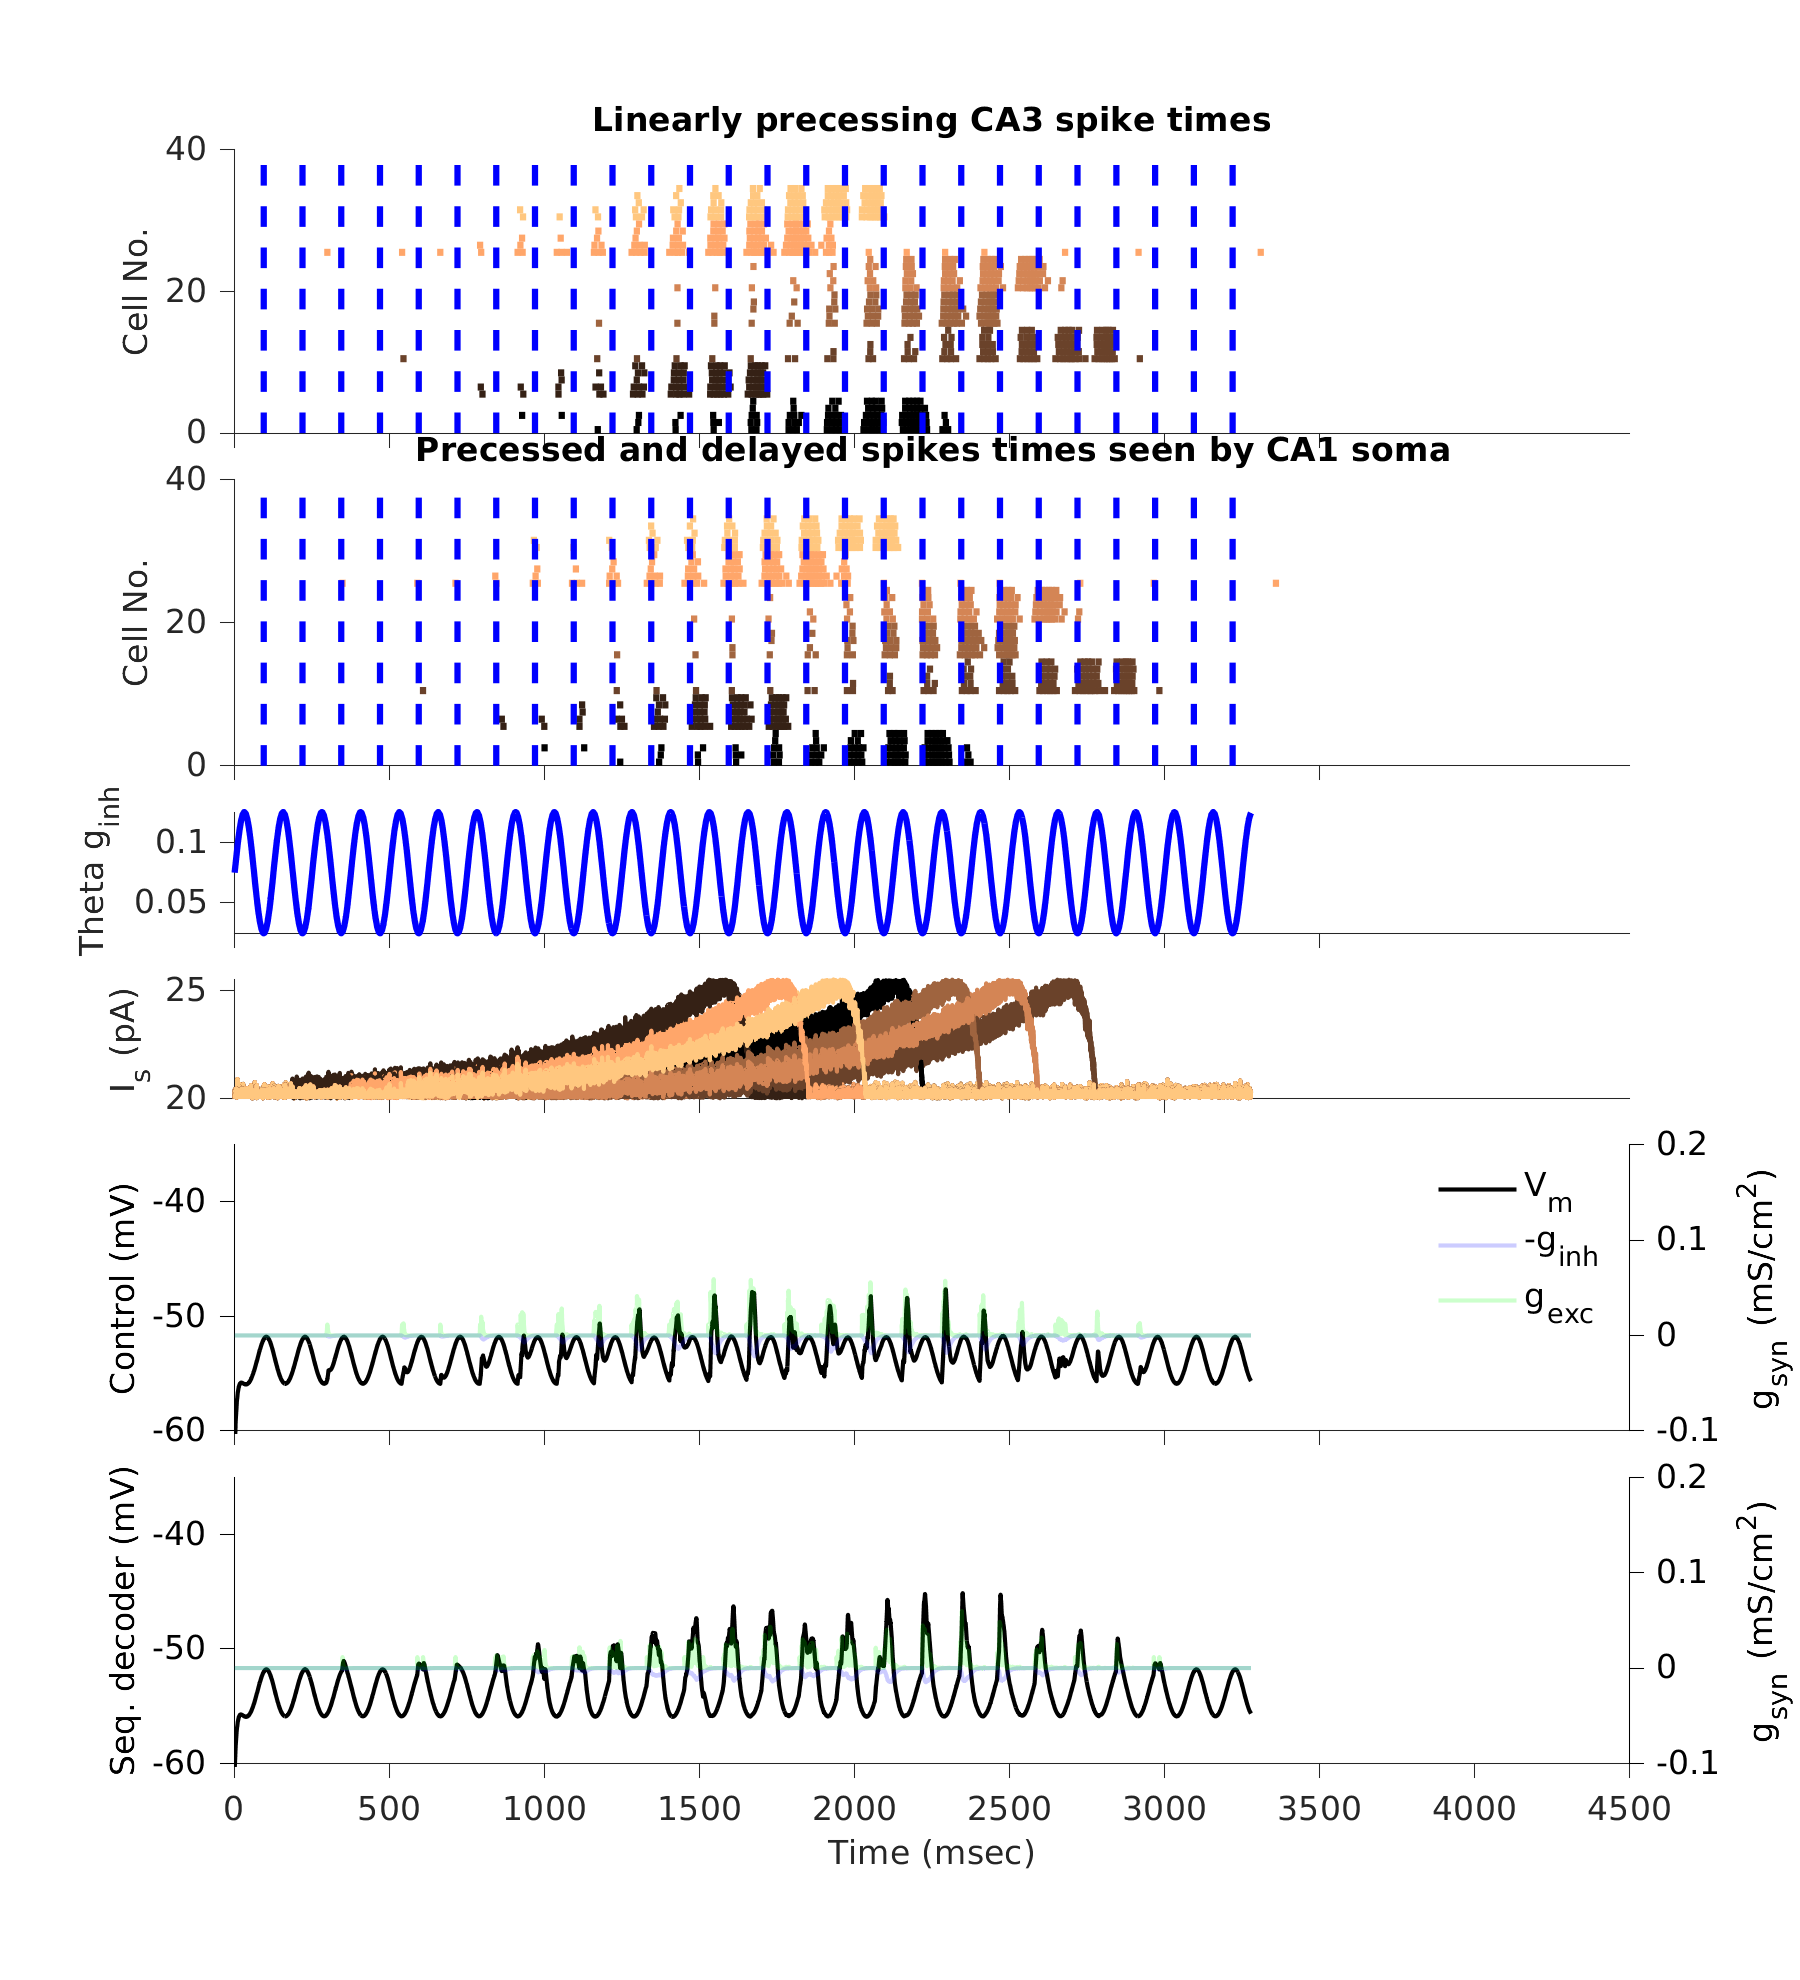 Linearly precessing CA3 spike times
40
20
0
Cell No.
Precessed and delayed spikes times seen by CA1 soma
40
20
0
Cell No.
0.1
0.05
Theta g_inh
25
20
I_s (pA)
-40
-50
-60
Control (mV)
V_m
-g_inh
g_exc
0.2
0.1
0
-0.1
g_syn (mS/cm^2)
-40
-50
-60
Seq. decoder (mV)
0.2
0.1
0
-0.1
g_syn (mS/cm^2)
0 500 1000 1500 2000 2500 3000 3500 4000 4500
Time (msec)